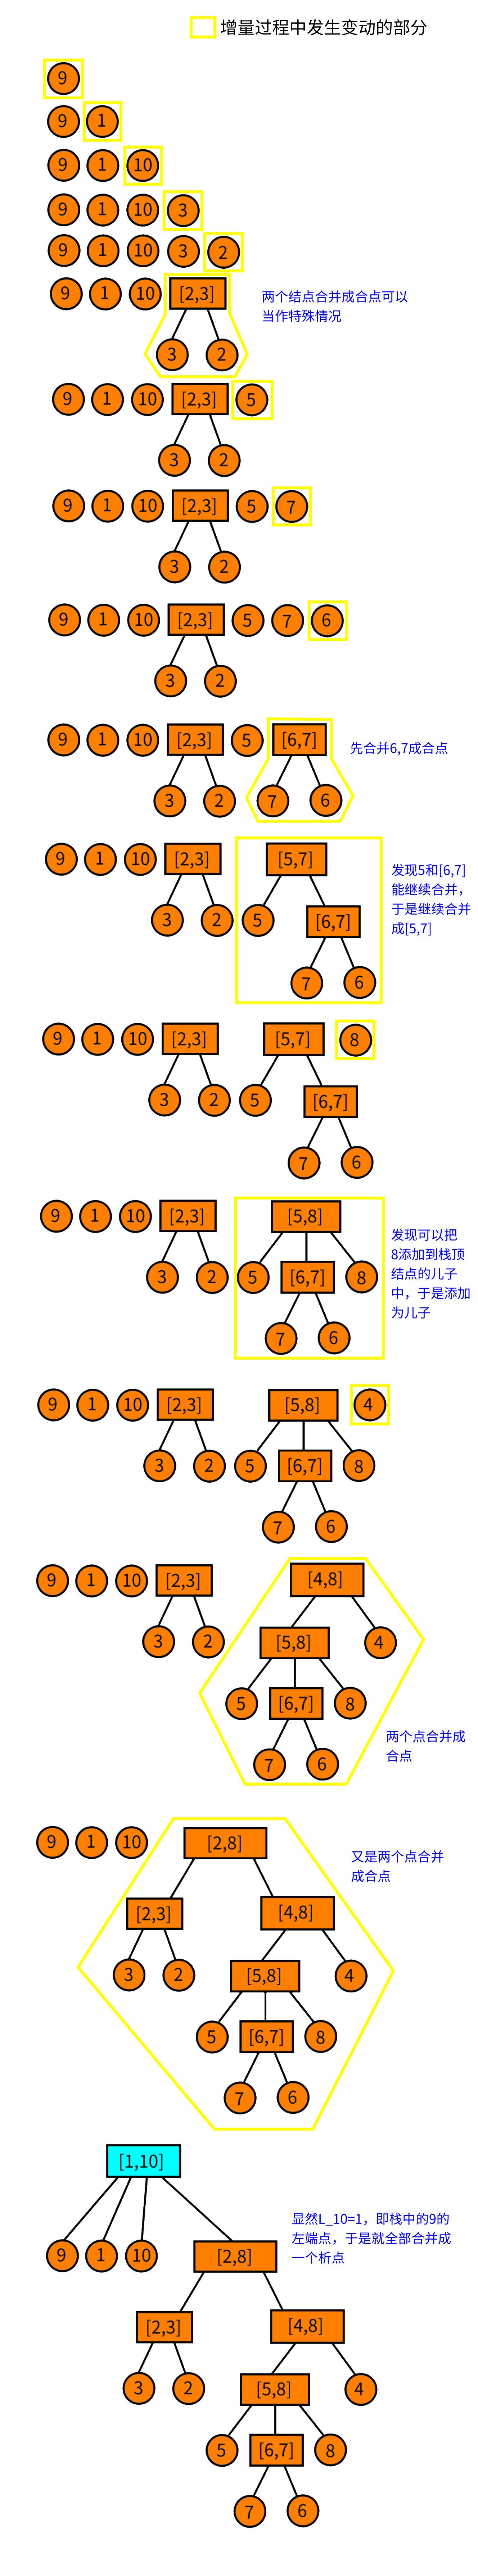 增量过程中发生变动的部分
9
9 1
9 1 10
9 1 10 3
9 1 10 3 2
9 1 10 [2,3]
两个结点合并成合点可以
当作特殊情况
3 2
9 1 10 [2,3] 5
3 2
9 1 10 [2,3] 5 7
3 2
9 1 10 [2,3] 5 7 6
3 2
9 1 10 [2,3] 5 [6,7]
先合并6,7成合点
3 2 7 6
9 1 10 [2,3] [5,7]
发现5和[6,7]
能继续合并，
于是继续合并
成[5,7]
3 2 5 [6,7]
7 6
9 1 10 [2,3] [5,7] 8
3 2 5 [6,7]
7 6
9 1 10 [2,3] [5,8]
发现可以把
8添加到栈顶
结点的儿子
中，于是添加
为儿子
3 2 5 [6,7] 8
7 6
9 1 10 [2,3] [5,8] 4
3 2 5 [6,7] 8
7 6
9 1 10 [2,3] [4,8]
3 2 [5,8] 4
5 [6,7] 8
两个点合并成
合点
7 6
9 1 10 [2,8]
又是两个点合并
成合点
[2,3] [4,8]
3 2 [5,8] 4
5 [6,7] 8
7 6
[1,10]
显然L_10=1，即栈中的9的
左端点，于是就全部合并成
一个析点
9 1 10 [2,8]
[2,3] [4,8]
3 2 [5,8] 4
5 [6,7] 8
7 6